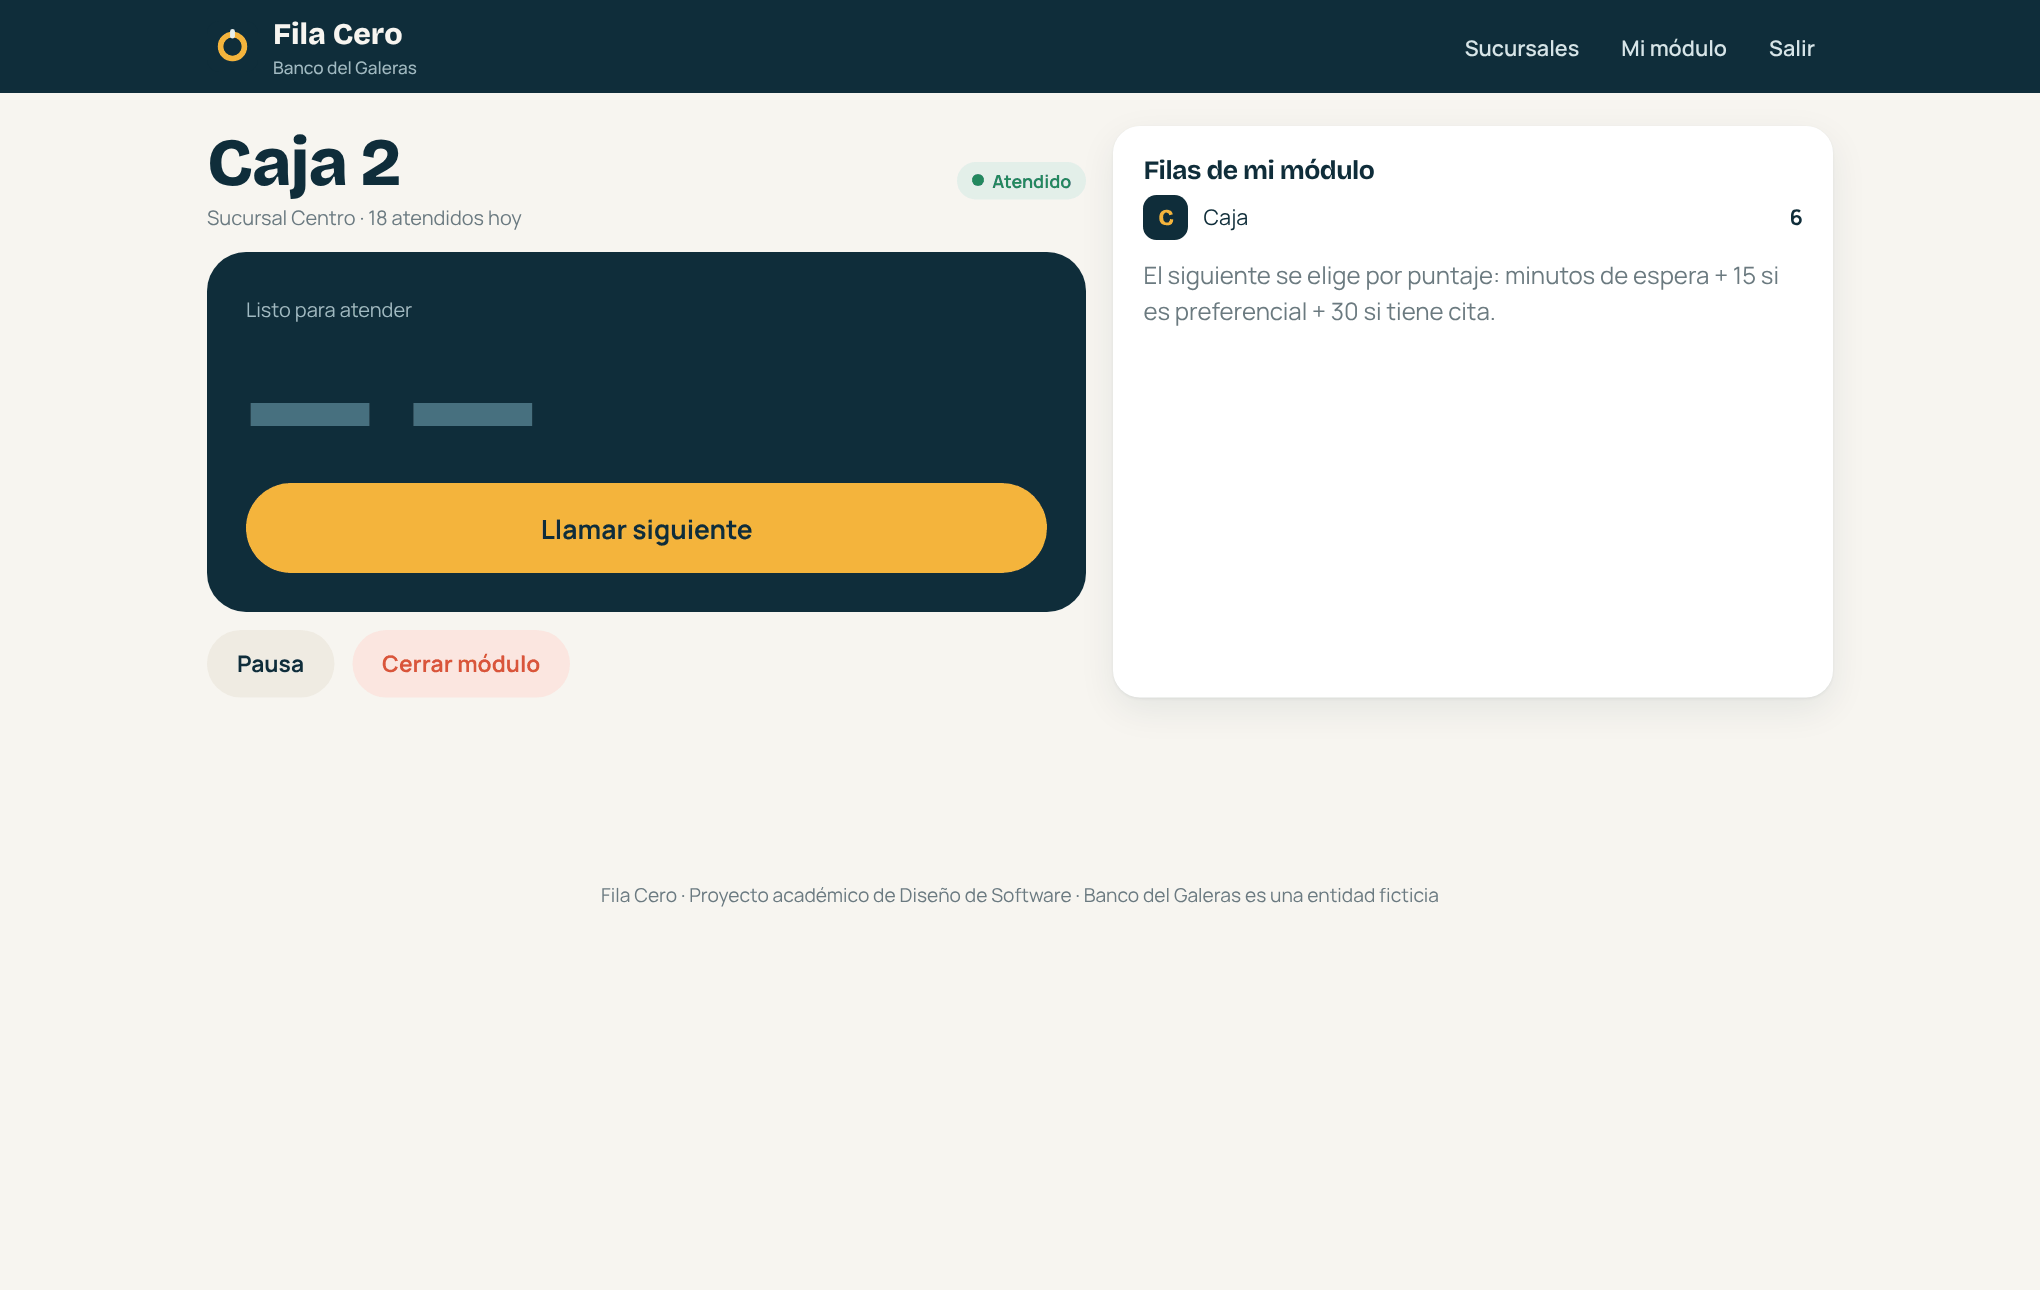 Fila Cero
Banco del Galeras
Sucursales
Mi módulo
Salir
Caja 2
Atendido
Sucursal Centro · 18 atendidos hoy
Listo para atender
— —
Llamar siguiente
Pausa
Cerrar módulo
Filas de mi módulo
C Caja 6
El siguiente se elige por puntaje: minutos de espera + 15 si
es preferencial + 30 si tiene cita.
Fila Cero · Proyecto académico de Diseño de Software · Banco del Galeras es una entidad ficticia